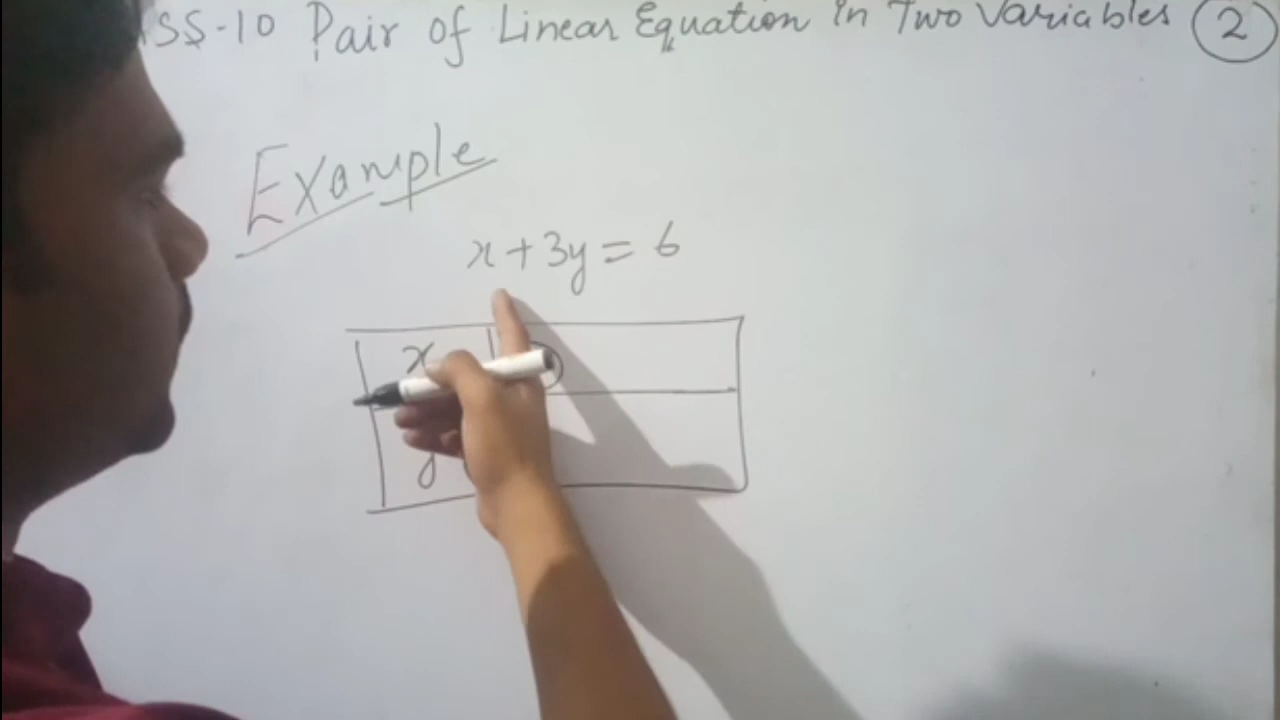 SS-10 Pair of Linear Equation in Two Variables 2
Example
x + 3y = 6
x
y